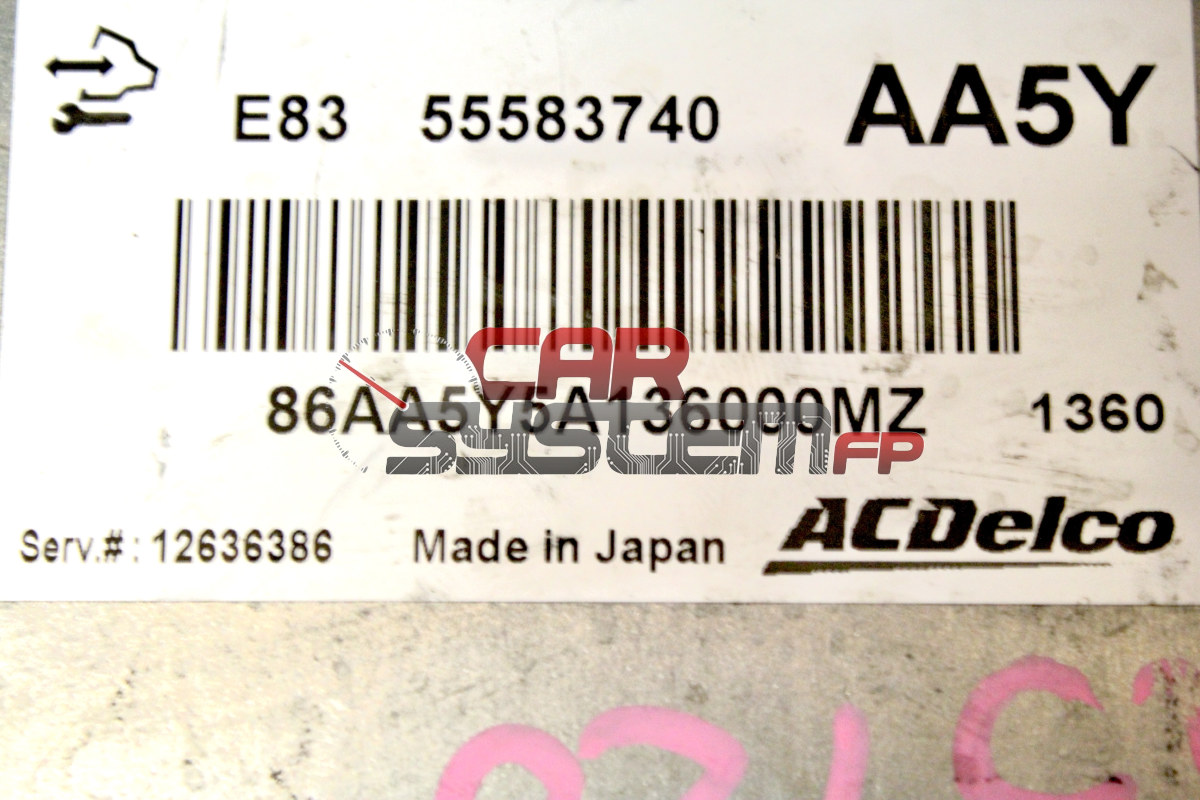 E83 55583740 AA5Y
86AA5Y5A136000MZ 1360
CAR
SYSTEM FP
Serv.#: 12636386 Made in Japan ACDelco